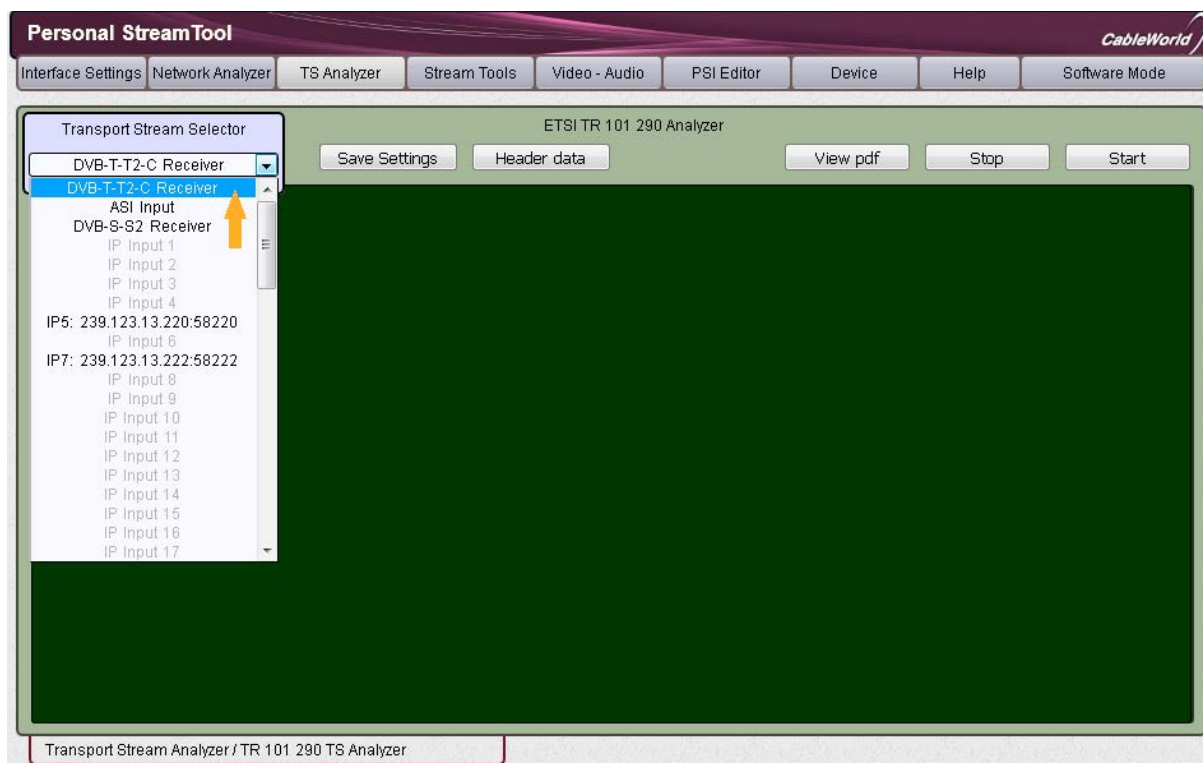 Personal StreamTool
CableWorld
Interface Settings Network Analyzer TS Analyzer Stream Tools Video - Audio PSI Editor Device Help Software Mode
Transport Stream Selector
ETSI TR 101 290 Analyzer
DVB-T-T2-C Receiver
Save Settings Header data View pdf Stop Start
DVB-T-T2-C Receiver
ASI Input
DVB-S-S2 Receiver
IP Input 1
IP Input 2
IP Input 3
IP Input 4
IP5: 239.123.13.220:58220
IP Input 6
IP7: 239.123.13.222:58222
IP Input 8
IP Input 9
IP Input 10
IP Input 11
IP Input 12
IP Input 13
IP Input 14
IP Input 15
IP Input 16
IP Input 17
Transport Stream Analyzer / TR 101 290 TS Analyzer